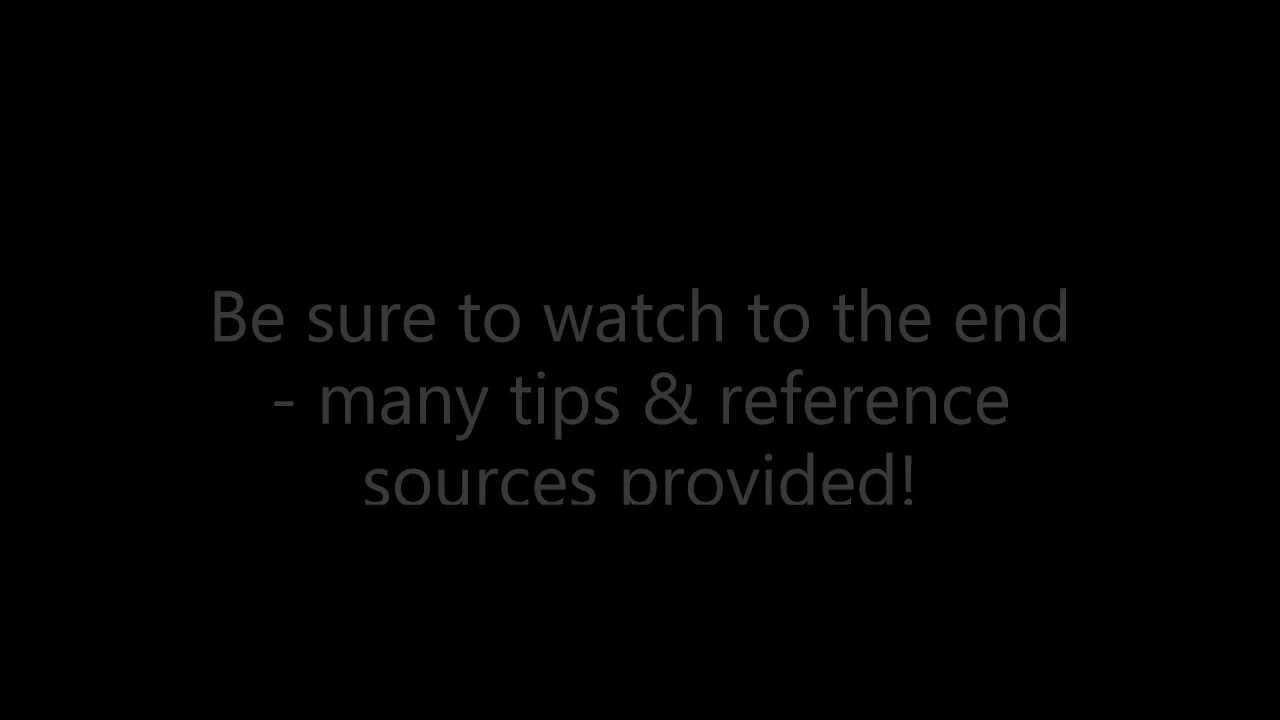 Be sure to watch to the end
- many tips & reference
sources provided!